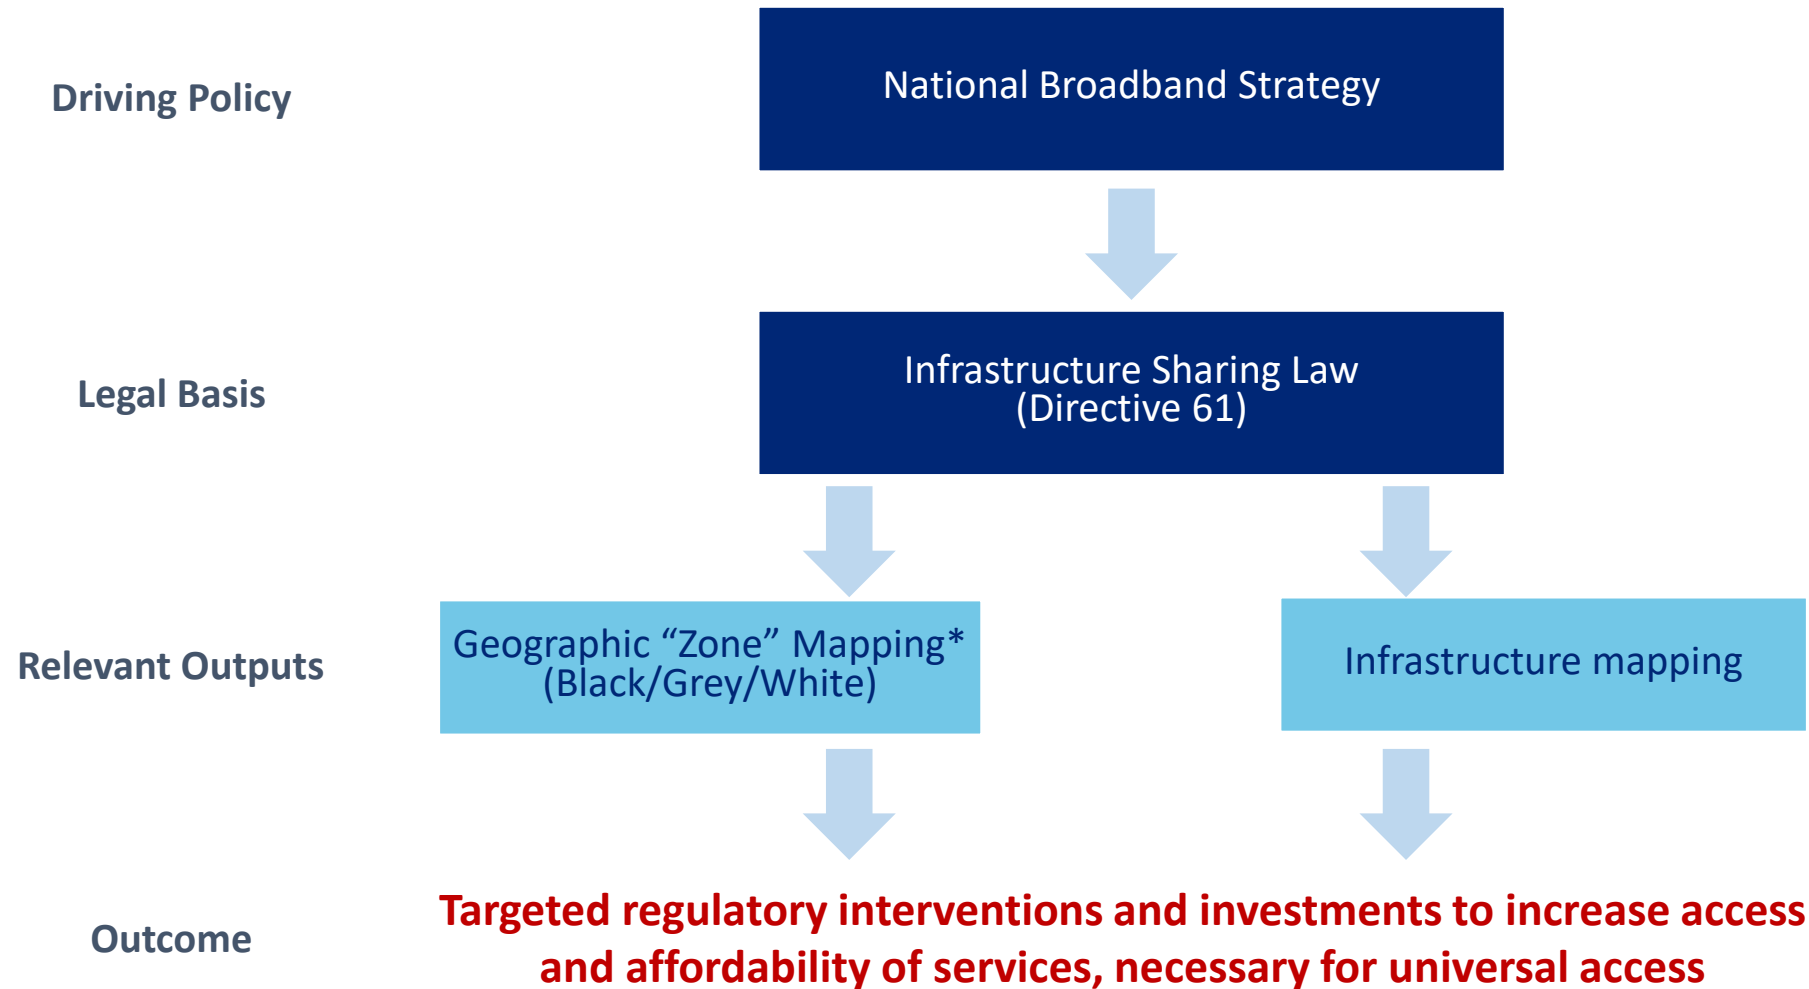 Driving Policy
National Broadband Strategy
Legal Basis
Infrastructure Sharing Law
(Directive 61)
Relevant Outputs
Geographic “Zone” Mapping*
(Black/Grey/White)
Infrastructure mapping
Outcome
Targeted regulatory interventions and investments to increase access
and affordability of services, necessary for universal access